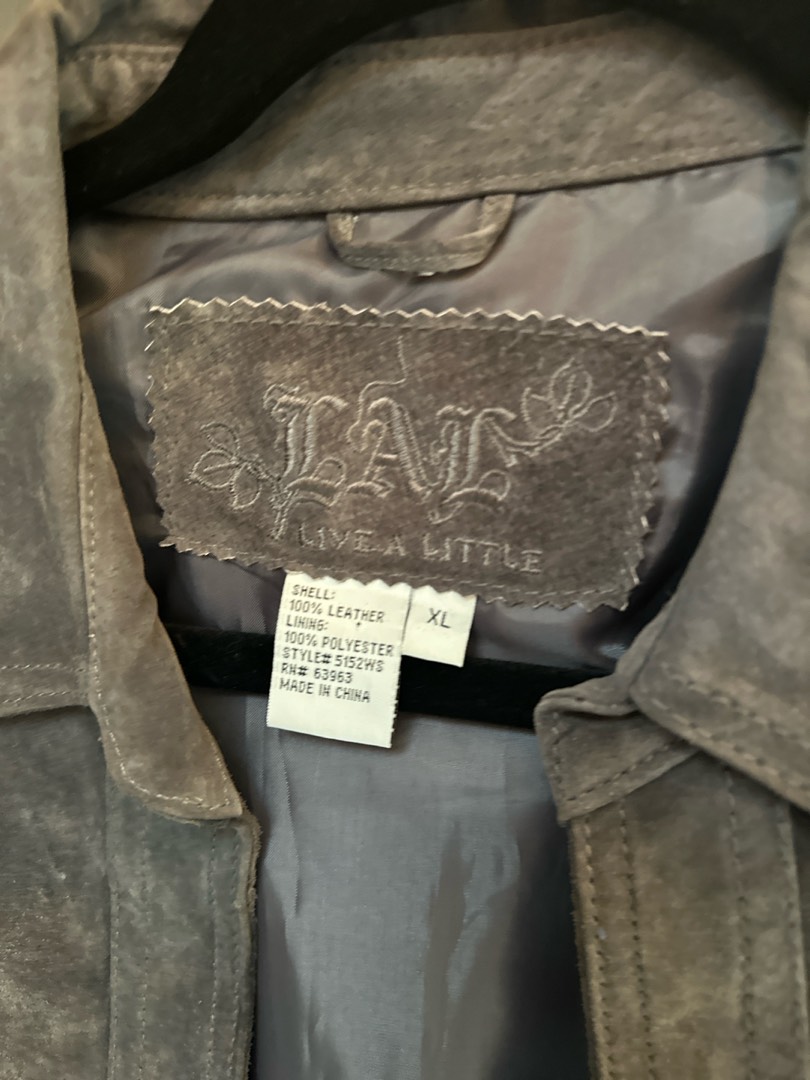 LAL
LIVE A LITTLE
SHELL:
100% LEATHER
LINING:
100% POLYESTER
STYLE# 5152WS
RN# 63963
MADE IN CHINA
XL